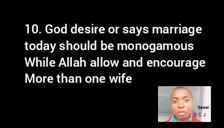 10. God desire or says marriage
today should be monogamous
While Allah allow and encourage
More than one wife